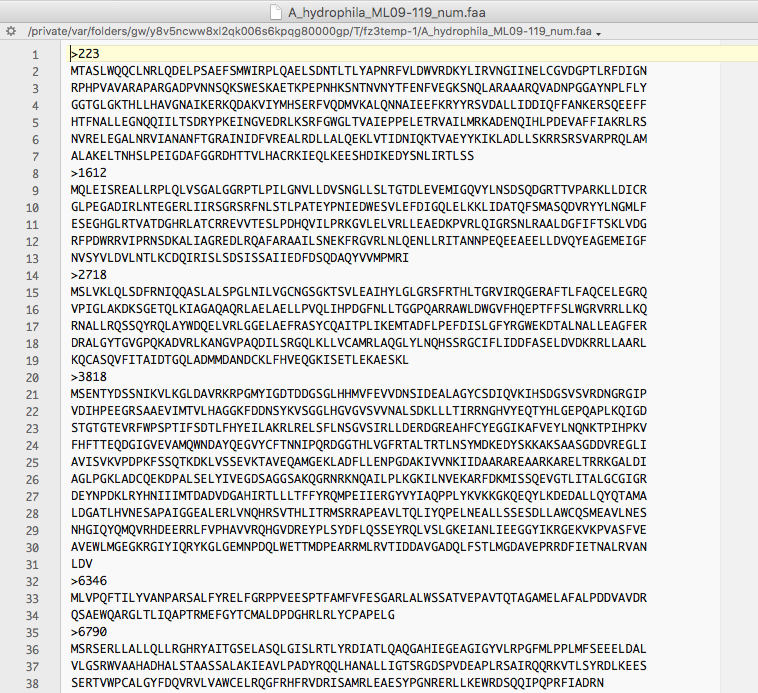 A_hydrophila_ML09-119_num.faa
/private/var/folders/gw/y8v5ncww8xl2qk006s6kpqg80000gp/T/fz3temp-1/A_hydrophila_ML09-119_num.faa
1 >223
2 MTASLWQQCLNRLQDELPSAEFSMWIRPLQAELSDNTLTLYAPNRFVLDWVRDKYLIRVNGIINELCGVDGPTLRFDIGN
3 RPHPVAVARAPARGADPVNNSQKSWESKAETKPEPNHKSNTNVNYTFENFVEGKSNQLARAAARQVADNPGGAYNPLFLY
4 GGTGLGKTHLLHAVGNAIKERKQDAKVIYMHSERFVQDMVKALQNNAIEEFKRYYRSVDALLIDDIQFFANKERSQEEFF
5 HTFNALLEGNQQIILTSDRYPKEINGVEDRLKSRFGWGLTVAIEPPELETRVAILMRKADENQIHLPDEVAFFIAKRLRS
6 NVRELEGALNRVIANANFTGRAINIDFVREALRDLLALQEKLVTIDNIQKTVAEYYKIKLADLLSKRRSRSVARPRQLAM
7 ALAKELTNHSLPEIGDAFGGRDHTTVLHACRKIEQLKEESHDIKEDYSNLIRTLSS
8 >1612
9 MQLEISREALLRPLQLVSGALGGRPTLPILGNVLLDVSNGLLSLTGTDLEVEMIGQVYLNSDSQDGRTTVPARKLLDICR
10 GLPEGADIRLNTEGERLIIRSGRSRFNLSTLPATEYPNIEDWESVLEFDIGQLELKKLIDATQFSMASQDVRYYLNGMLF
11 ESEGHGLRTVATDGHRLATCRREVVTESLPDHQVILPRKGVLELVRLLEAEDKPVRLQIGRSNLRAALDGFIFTSKLVDG
12 RFPDWRRVIPRNSDKALIAGREDLRQAFARAAILSNEKFRGVRLNLQENLLRITANNPEQEEAEELLDVQYEAGEMEIGF
13 NVSYVLDVLNTLKCDQIRISLSDSISSAIIEDFDSQDAQYVVMPMRI
14 >2718
15 MSLVKLQLSDFRNIQQASLALSPGLNILVGCNGSGKTSVLEAIHYLGLGRSFRTHLTGRVIRQGERAFTLFAQCELEGRQ
16 VPIGLAKDKSGETQLKIAGAQAQRLAELAELLPVQLIHPDGFNLLTGGPQARRAWLDWGVFHQEPTFFSLWGRVRRLLKQ
17 RNALLRQSSQYRQLAYWDQELVRLGGELAEFRASYCQAITPLIKEMTADFLPEFDISLGFYRGWEKDTALNALLEAGFER
18 DRALGYTGVGPQKADVRLKANGVPAQDILSRGQLKLLVCAMRLAQGLYLNQHSSRGCIFLIDDFASELDVDKRRLLAARL
19 KQCASQVFITAIDTGQLADMMDANDCKLFHVEQGKISETLEKAESKL
20 >3818
21 MSENTYDSSNIKVLKGLDAVRKRPGMYIGDTDDGSGLHHMVFEVVDNSIDEALAGYCSDIQVKIHSDGSVSVRDNGRGIP
22 VDIHPEEGRSAAEVIMTVLHAGGKFDDNSYKVSGGLHGVGVSVVNALSDKLLLTIRRNGHVYEQTYHLGEPQAPLKQIGD
23 STGTGTEVRFWPSPTIFSDTLFHYEILAKRLRELSFLNSGVSIRLLDERDGREAHFCYEGGIKAFVEYLNQNKTPIHPKV
24 FHFTTEQDGIGVEVAMQWNDAYQEGVYCFTNNIPQRDGGTHLVGFRTALTRTLNSYMDKEDYSKKAKSAASGDDVREGLI
25 AVISVKVPDPKFSSQTKDKLVSSEVKTAVEQAMGEKLADFLLENPGDAKIVVNKIIDAARAREAARKARELTRRKGALDI
26 AGLPGKLADCQEKDPALSELYIVEGDSAGGSAKQGRNRKNQAILPLKGKILNVEKARFDKMISSQEVGTLITALGCGIGR
27 DEYNPDKLRYHNIIIMTDADVDGAHIRTLLLTFFYRQMPEIIERGYVYIAQPPLYKVKKGKQEQYLKDEDALLQYQTAMA
28 LDGATLHVNESAPAIGGEALERLVNQHRSVTHLITRMSRRAPEAVLTQLIYQPELNEALLSSESDLLAWCQSMEAVLNES
29 NHGIQYQMQVRHDEERRLFVPHAVVRQHGVDREYPLSYDFLQSSEYRQLVSLGKEIANLIEEGGYIKRGEKVKPVASFVE
30 AVEWLMGEGKRGIYIQRYKGLGEMNPDQLWETTMDPEARRMLRVTIDDAVGADQLFSTLMGDAVEPRRDFIETNALRVAN
31 LDV
32 >6346
33 MLVPQFTILYVANPARSALFYRELFGRPPVEESPTFAMFVFESGARLALWSSATVEPAVTQTAGAMELAFALPDDVAVDR
34 QSAEWQARGLTLIQAPTRMEFGYTCMALDPDGHRLRLYCPAPELG
35 >6790
36 MSRSERLLALLQLLRGHRYAITGSELASQLGISLRTLYRDIATLQAQGAHIEGEAGIGYVLRPGFMLPPLMFSEEELDAL
37 VLGSRWVAAHADHALSTAASSALAKIEAVLPADYRQQLHANALLIGTSRGDSPVDEAPLRSAIRQQRKVTLSYRDLKEES
38 SERTVWPCALGYFDQVRVLVAWCELRQGFRHFRVDRISAMRLEAESYPGNRERLLKEWRDSQQIPQPRFIADRN